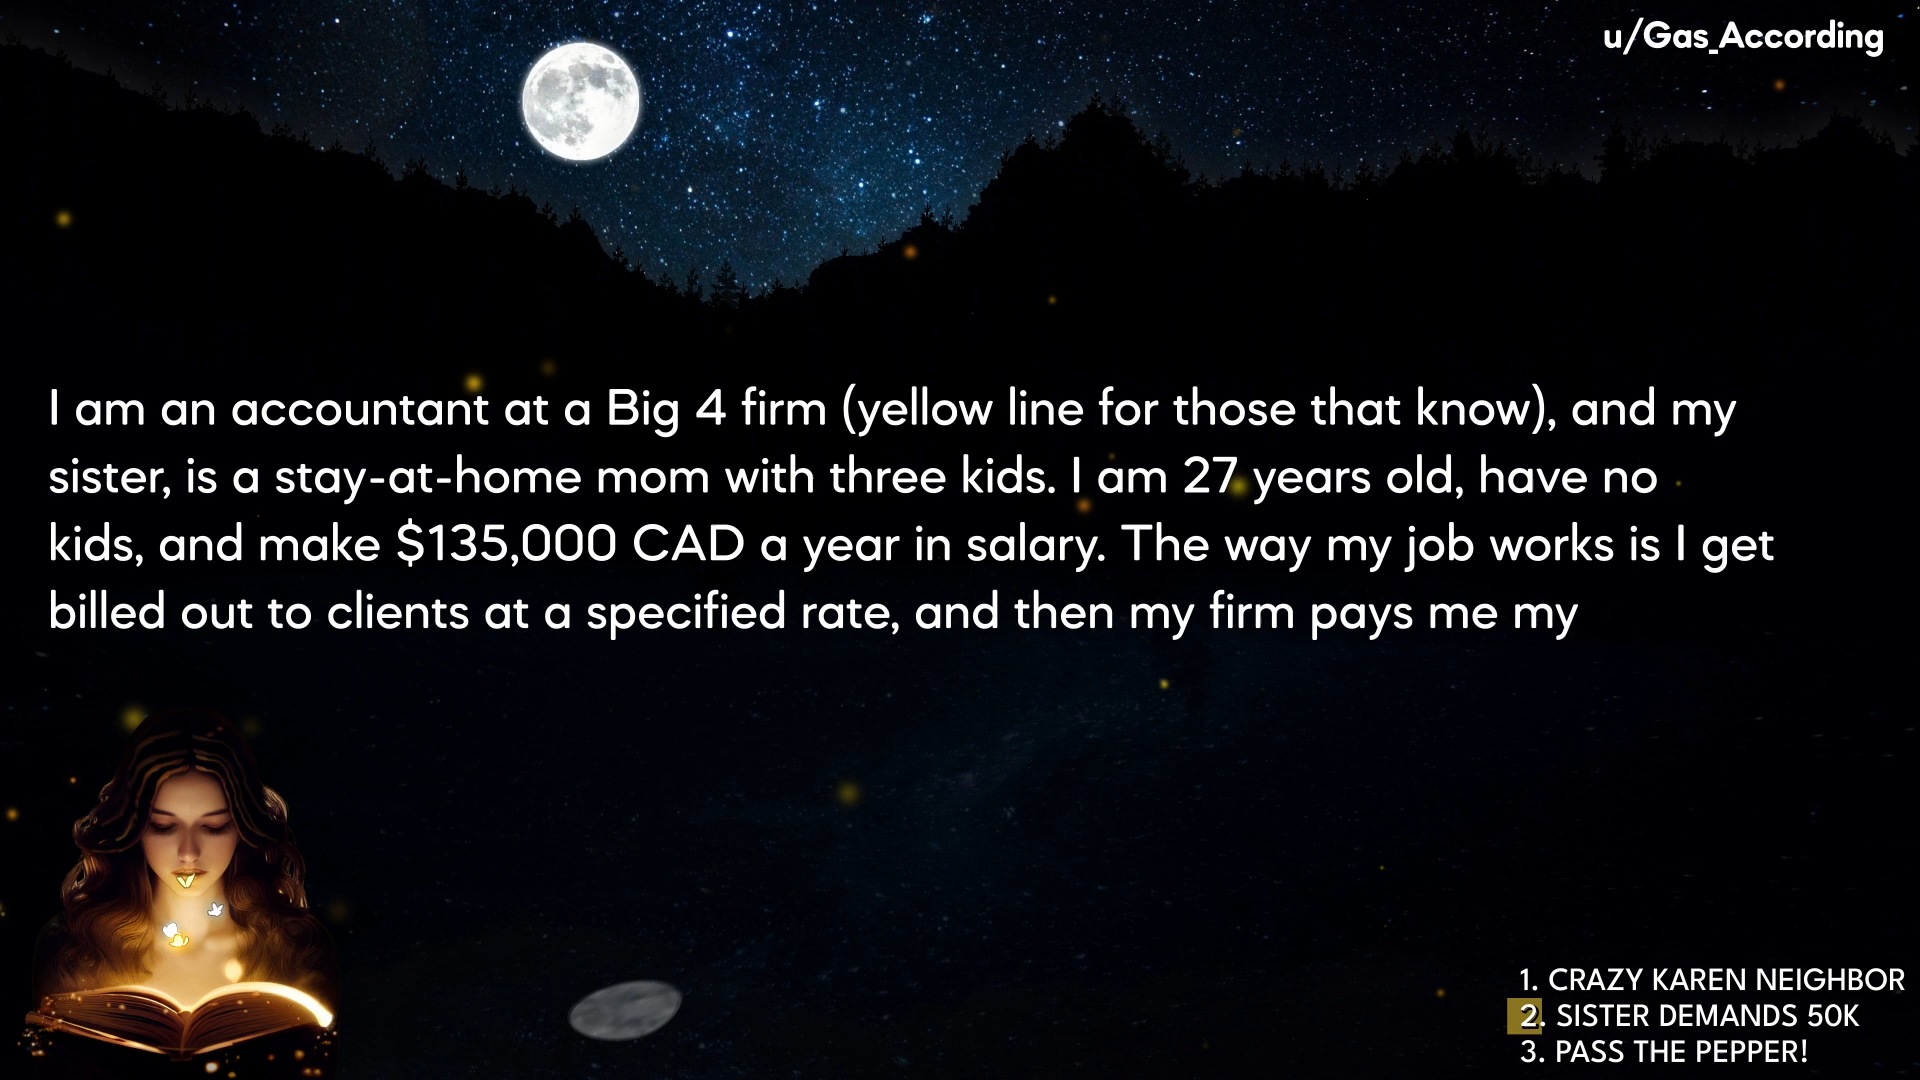 u/Gas_According
I am an accountant at a Big 4 firm (yellow line for those that know), and my
sister, is a stay-at-home mom with three kids. I am 27 years old, have no
kids, and make $135,000 CAD a year in salary. The way my job works is I get
billed out to clients at a specified rate, and then my firm pays me my
1. CRAZY KAREN NEIGHBOR
2. SISTER DEMANDS 50K
3. PASS THE PEPPER!